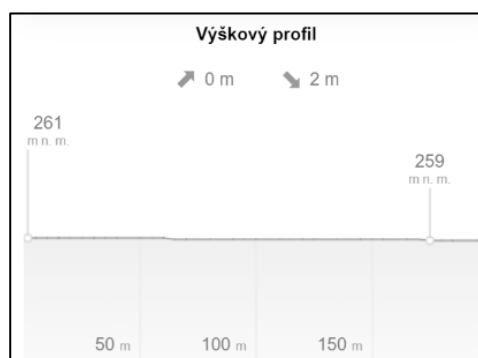 Výškový profil
0 m 2 m
261
m n. m.
259
m n. m.
50 m 100 m 150 m